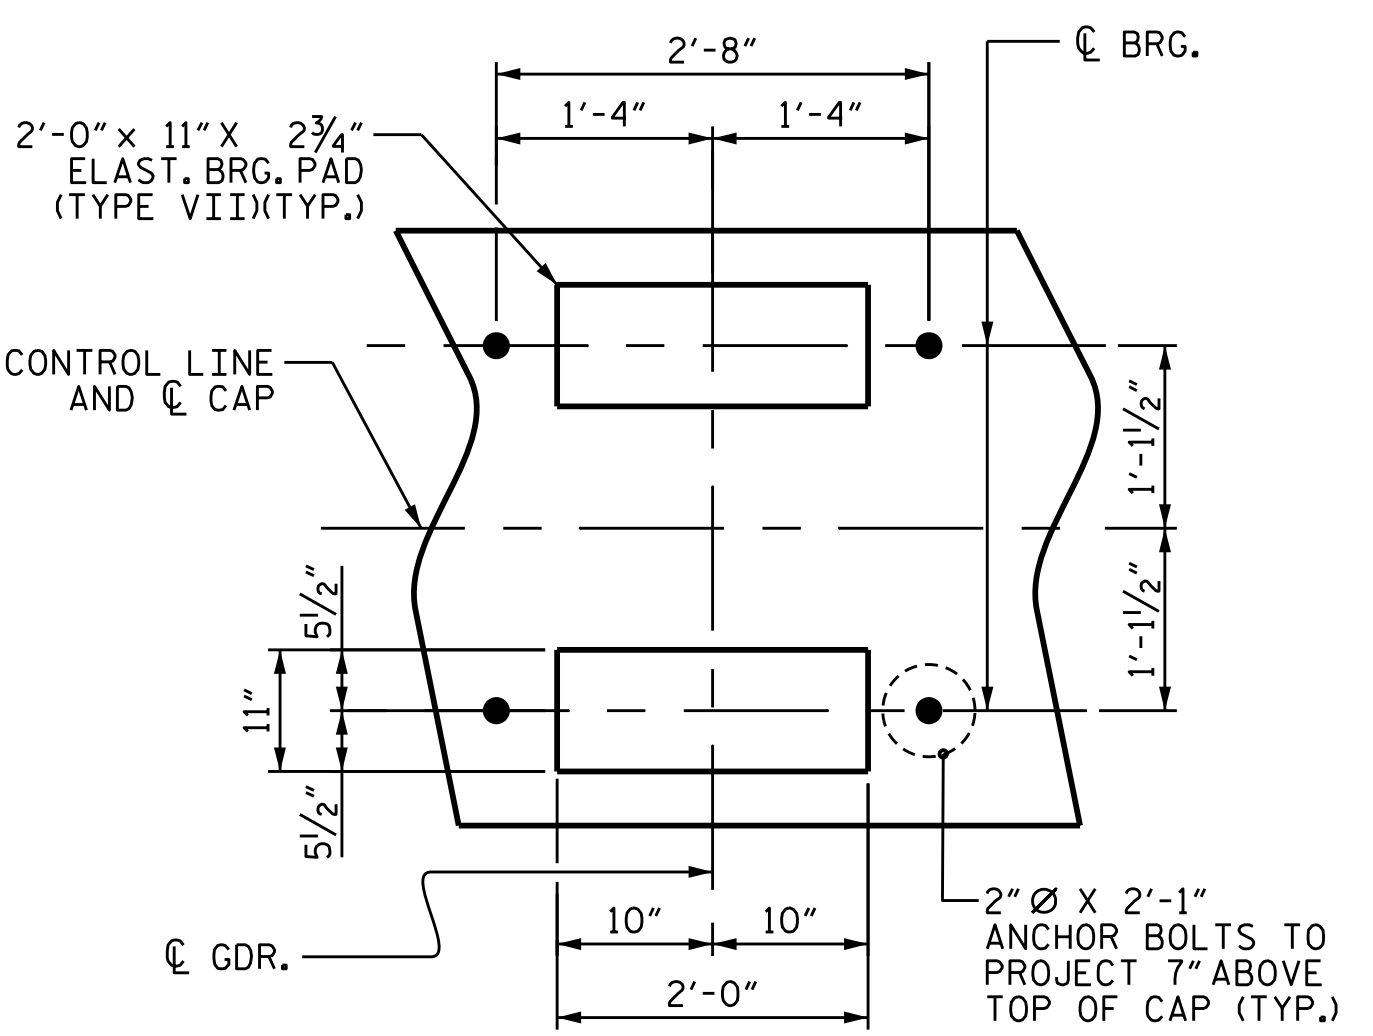 2'-8"
℄ BRG.
1'-4" 1'-4"
2'-0" x 11" X 2¾"
ELAST. BRG. PAD
(TYPE VII)(TYP.)
CONTROL LINE
AND ℄ CAP
1'-1½"
1'-1½"
5½"
11"
5½"
10" 10"
2'-0"
℄ GDR.
2" Ø X 2'-1"
ANCHOR BOLTS TO
PROJECT 7" ABOVE
TOP OF CAP (TYP.)